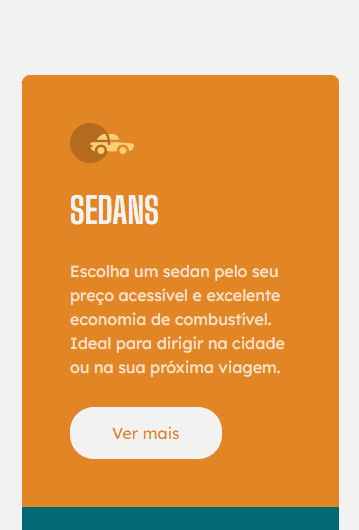 SEDANS
Escolha um sedan pelo seu
preço acessível e excelente
economia de combustível.
Ideal para dirigir na cidade
ou na sua próxima viagem.
Ver mais